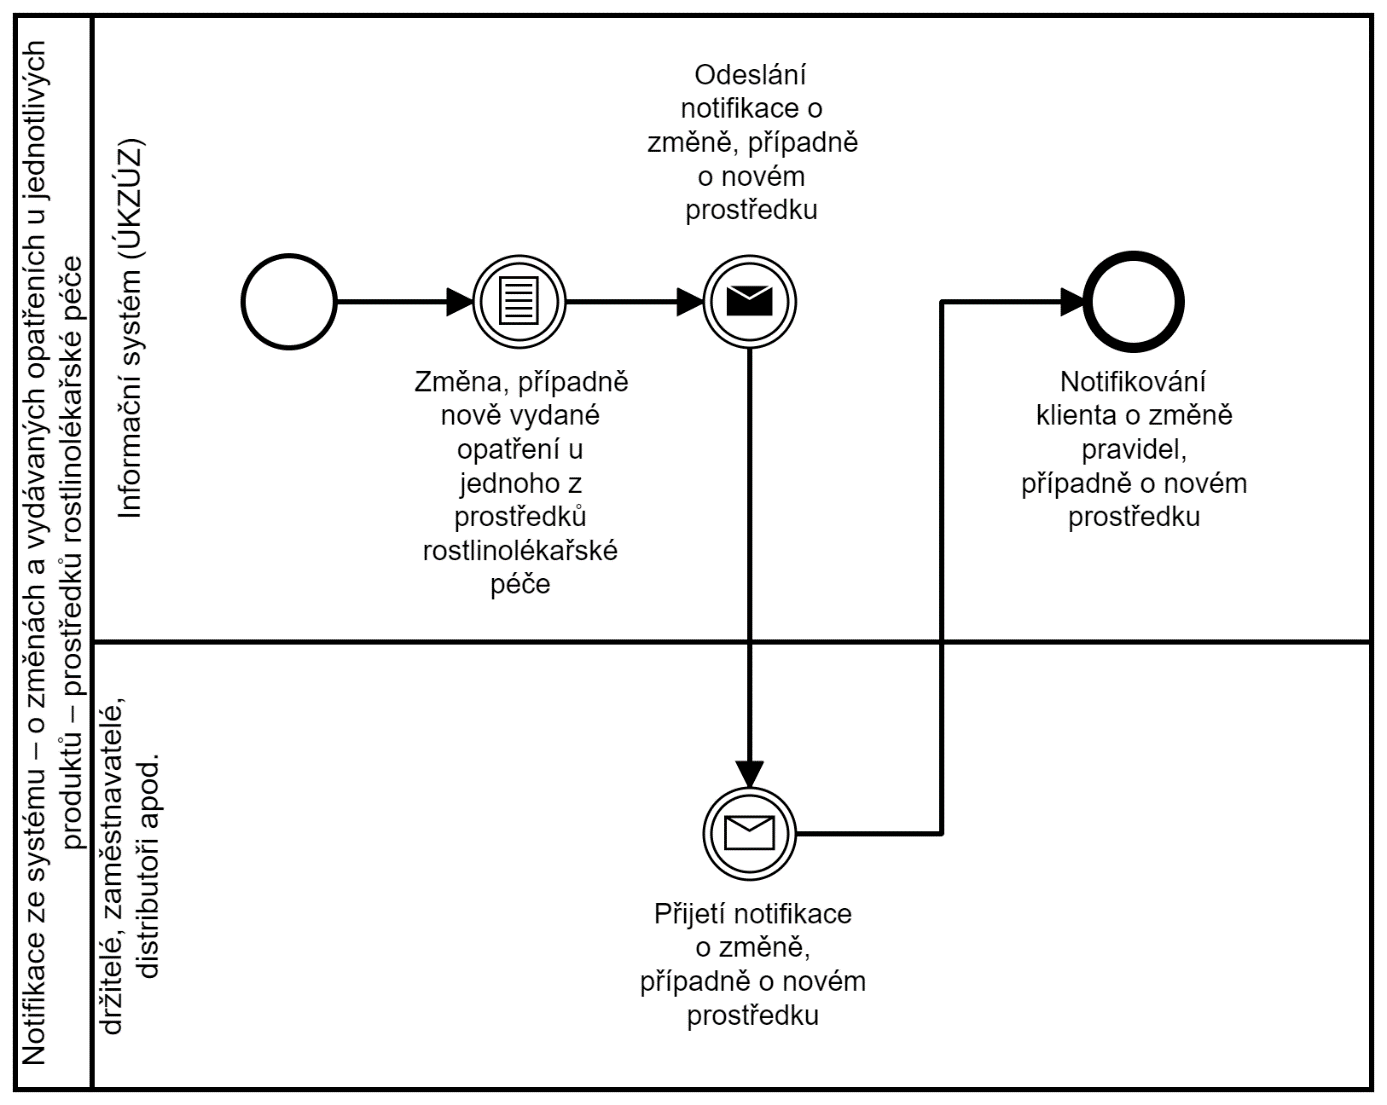 Notifikace ze systému – o změnách a vydávaných opatřeních u jednotlivých
produktů – prostředků rostlinolékařské péče
Informační systém (ÚKZÚZ)
Odeslání
notifikace o
změně, případně
o novém
prostředku
Změna, případně
nově vydané
opatření u
jednoho z
prostředků
rostlinolékařské
péče
Notifikování
klienta o změně
pravidel,
případně o novém
prostředku
držitelé, zaměstnavatelé,
distributoři apod.
Přijetí notifikace
o změně,
případně o novém
prostředku